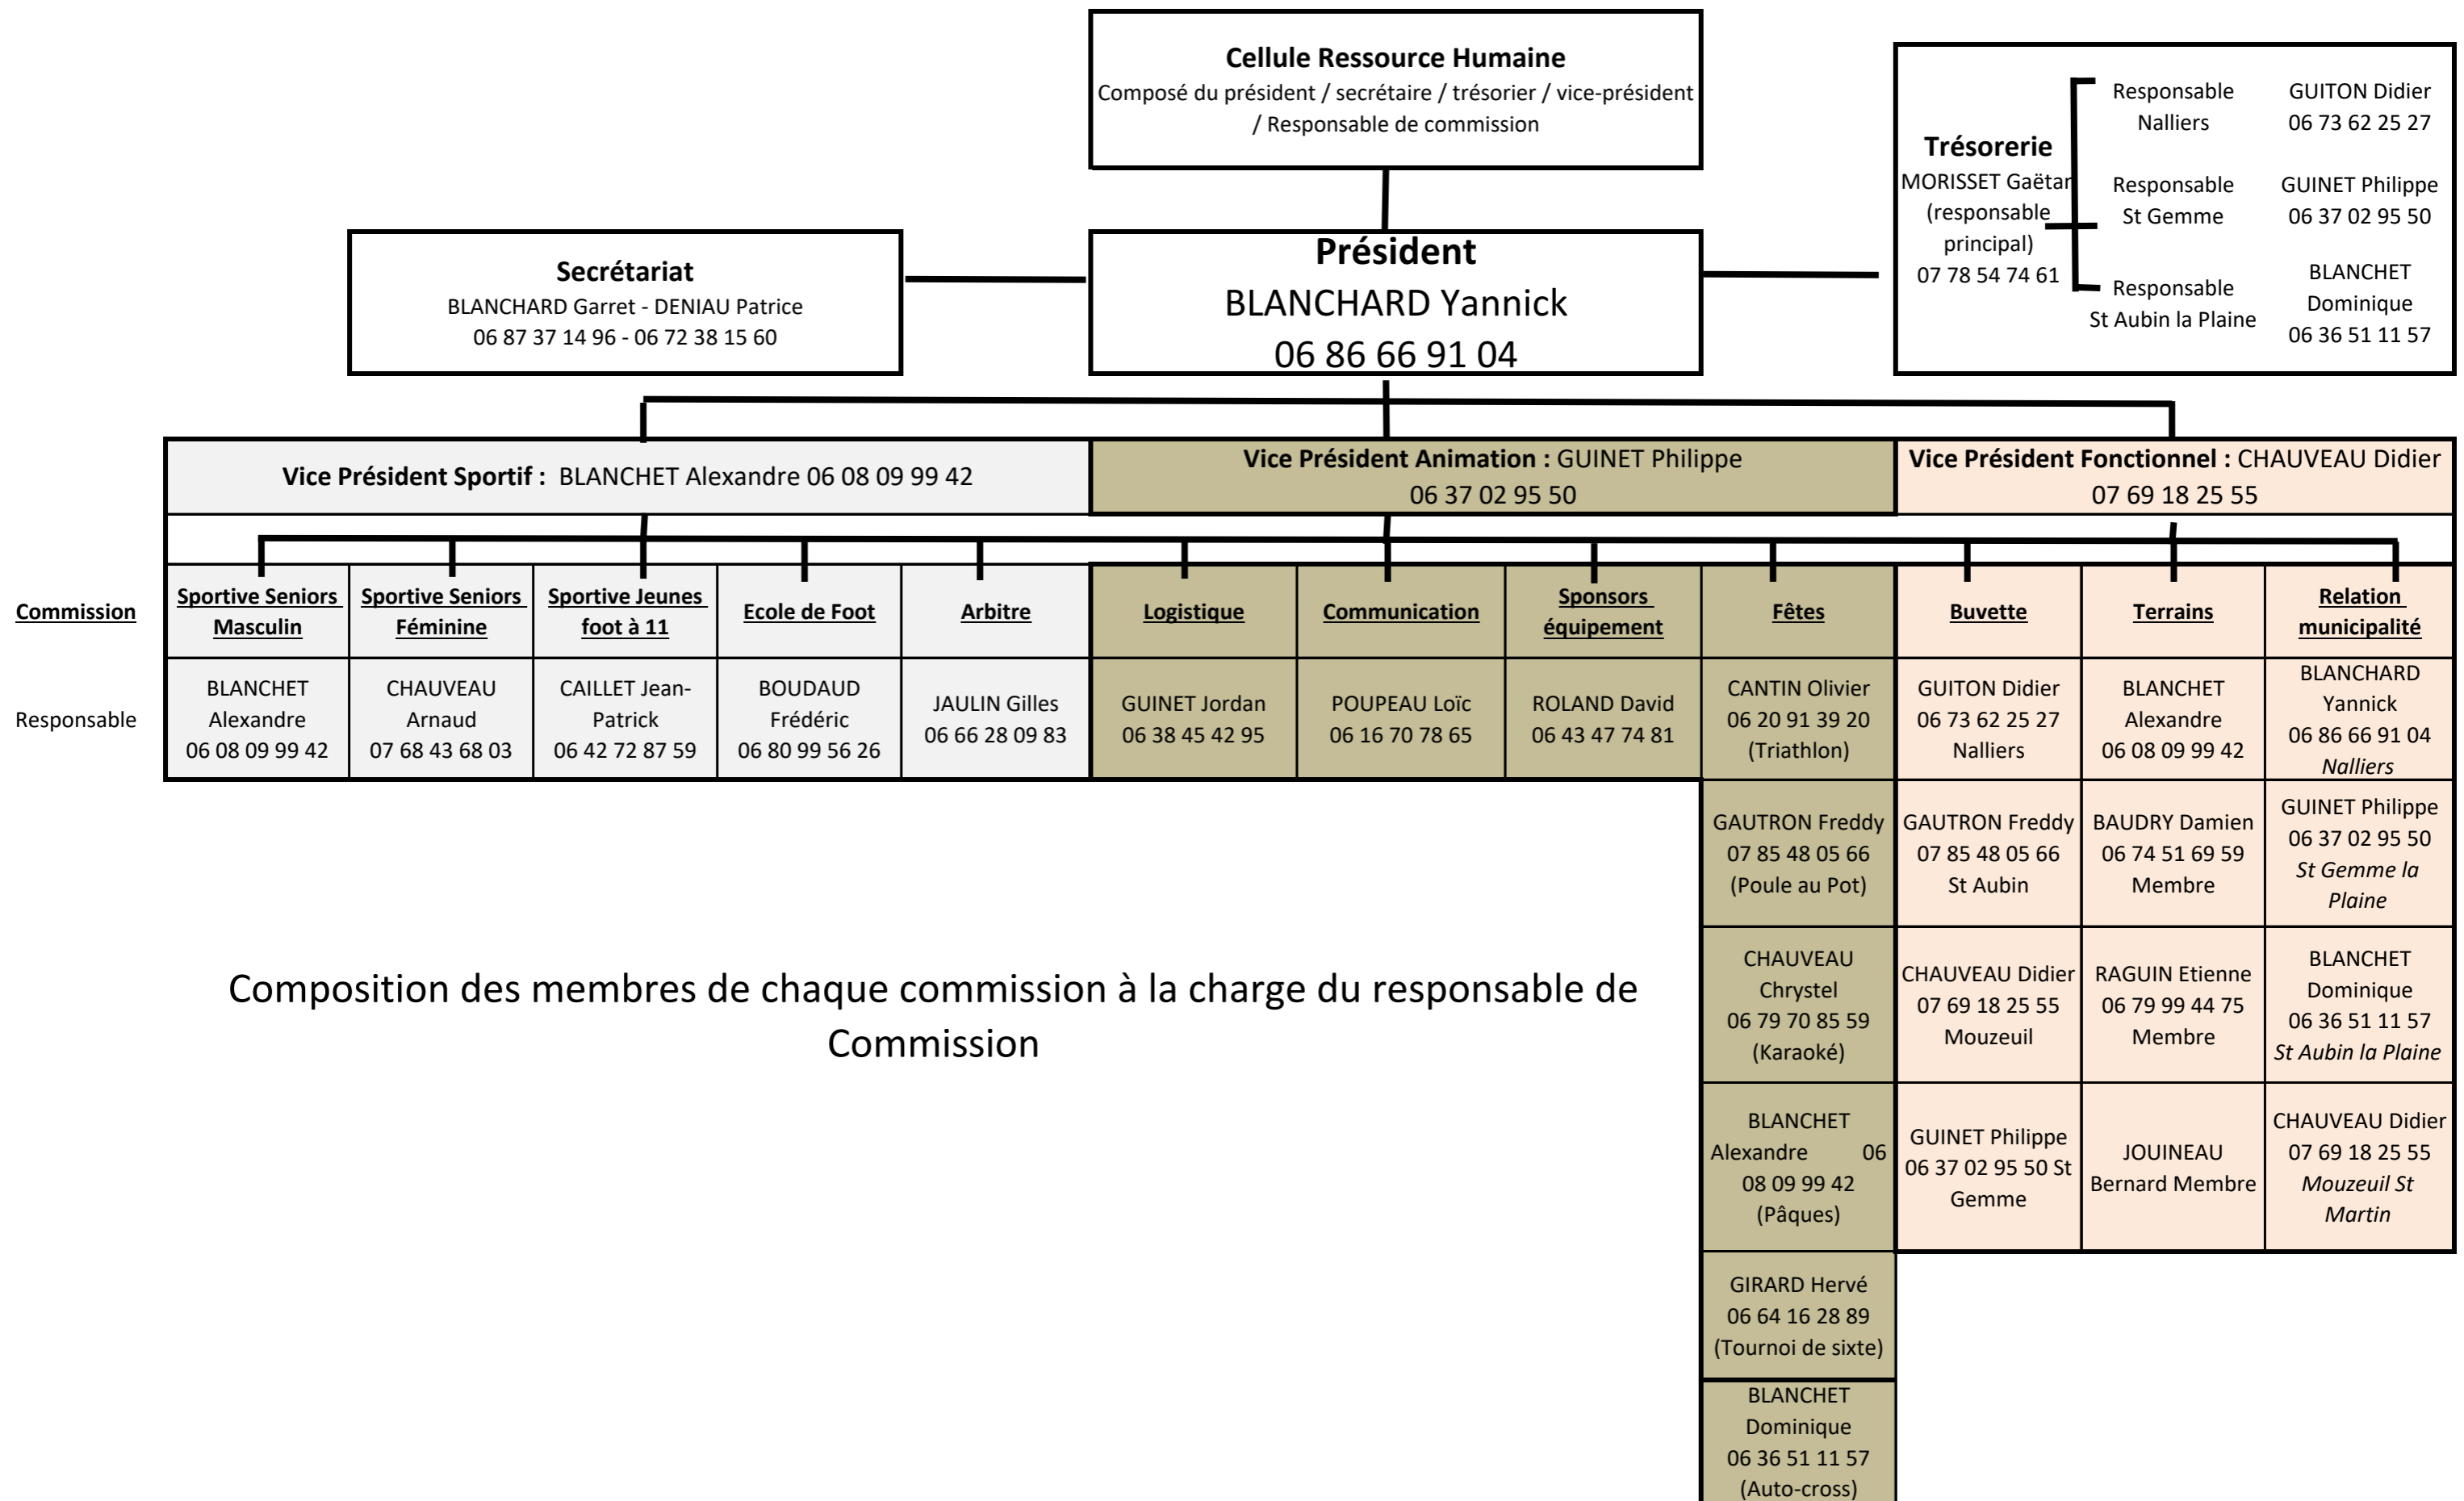 Cellule Ressource Humaine
Composé du président / secrétaire / trésorier / vice-président
/ Responsable de commission
Trésorerie
MORISSET Gaëtan
(responsable
principal)
07 78 54 74 61
Responsable
Nalliers
GUITON Didier
06 73 62 25 27
Responsable
St Gemme
GUINET Philippe
06 37 02 95 50
Responsable
St Aubin la Plaine
BLANCHET
Dominique
06 36 51 11 57
Secrétariat
BLANCHARD Garret - DENIAU Patrice
06 87 37 14 96 - 06 72 38 15 60
Président
BLANCHARD Yannick
06 86 66 91 04
Vice Président Sportif : BLANCHET Alexandre 06 08 09 99 42
Vice Président Animation : GUINET Philippe
06 37 02 95 50
Vice Président Fonctionnel : CHAUVEAU Didier
07 69 18 25 55
Commission
Sportive Seniors
Masculin
Sportive Seniors
Féminine
Sportive Jeunes
foot à 11
Ecole de Foot
Arbitre
Logistique
Communication
Sponsors
équipement
Fêtes
Buvette
Terrains
Relation
municipalité
Responsable
BLANCHET
Alexandre
06 08 09 99 42
CHAUVEAU
Arnaud
07 68 43 68 03
CAILLET Jean-
Patrick
06 42 72 87 59
BOUDAUD
Frédéric
06 80 99 56 26
JAULIN Gilles
06 66 28 09 83
GUINET Jordan
06 38 45 42 95
POUPEAU Loïc
06 16 70 78 65
ROLAND David
06 43 47 74 81
CANTIN Olivier
06 20 91 39 20
(Triathlon)
GUITON Didier
06 73 62 25 27
Nalliers
BLANCHET
Alexandre
06 08 09 99 42
BLANCHARD
Yannick
06 86 66 91 04
Nalliers
GAUTRON Freddy
07 85 48 05 66
(Poule au Pot)
GAUTRON Freddy
07 85 48 05 66
St Aubin
BAUDRY Damien
06 74 51 69 59
Membre
GUINET Philippe
06 37 02 95 50
St Gemme la
Plaine
Composition des membres de chaque commission à la charge du responsable de
Commission
CHAUVEAU
Chrystel
06 79 70 85 59
(Karaoké)
CHAUVEAU Didier
07 69 18 25 55
Mouzeuil
RAGUIN Etienne
06 79 99 44 75
Membre
BLANCHET
Dominique
06 36 51 11 57
St Aubin la Plaine
BLANCHET
Alexandre 06
08 09 99 42
(Pâques)
GUINET Philippe
06 37 02 95 50 St
Gemme
JOUINEAU
Bernard Membre
CHAUVEAU Didier
07 69 18 25 55
Mouzeuil St
Martin
GIRARD Hervé
06 64 16 28 89
(Tournoi de sixte)
BLANCHET
Dominique
06 36 51 11 57
(Auto-cross)